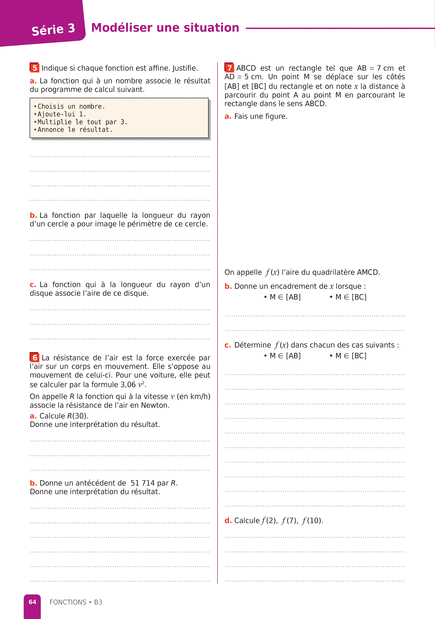 Série 3
Modéliser une situation
5 Indique si chaque fonction est affine. Justifie.
a. La fonction qui à un nombre associe le résultat
du programme de calcul suivant.
•Choisis un nombre.
•Ajoute-lui 1.
•Multiplie le tout par 3.
•Annonce le résultat.
b. La fonction par laquelle la longueur du rayon
d'un cercle a pour image le périmètre de ce cercle.
c. La fonction qui à la longueur du rayon d'un
disque associe l'aire de ce disque.
6 La résistance de l'air est la force exercée par
l'air sur un corps en mouvement. Elle s'oppose au
mouvement de celui-ci. Pour une voiture, elle peut
se calculer par la formule 3,06 v².
On appelle R la fonction qui à la vitesse v (en km/h)
associe la résistance de l'air en Newton.
a. Calcule R(30).
Donne une interprétation du résultat.
b. Donne un antécédent de 51 714 par R.
Donne une interprétation du résultat.
7 ABCD est un rectangle tel que AB = 7 cm et
AD = 5 cm. Un point M se déplace sur les côtés
[AB] et [BC] du rectangle et on note x la distance à
parcourir du point A au point M en parcourant le
rectangle dans le sens ABCD.
a. Fais une figure.
On appelle f(x) l'aire du quadrilatère AMCD.
b. Donne un encadrement de x lorsque :
• M ∈ [AB] • M ∈ [BC]
c. Détermine f(x) dans chacun des cas suivants :
• M ∈ [AB] • M ∈ [BC]
d. Calcule f(2), f(7), f(10).
64 FONCTIONS • B3